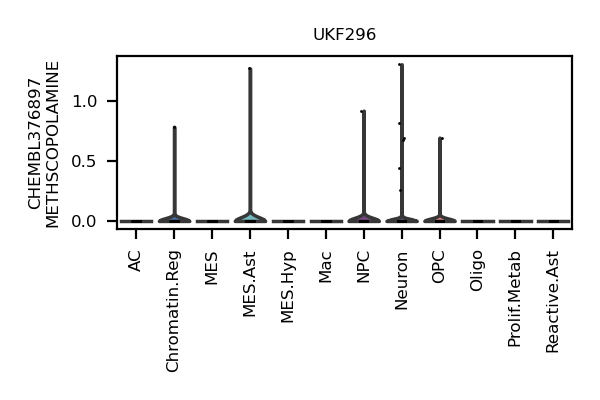 UKF296
CHEMBL376897
METHSCOPOLAMINE
1.0
0.5
0.0
AC
Chromatin.Reg
MES
MES.Ast
MES.Hyp
Mac
NPC
Neuron
OPC
Oligo
Prolif.Metab
Reactive.Ast